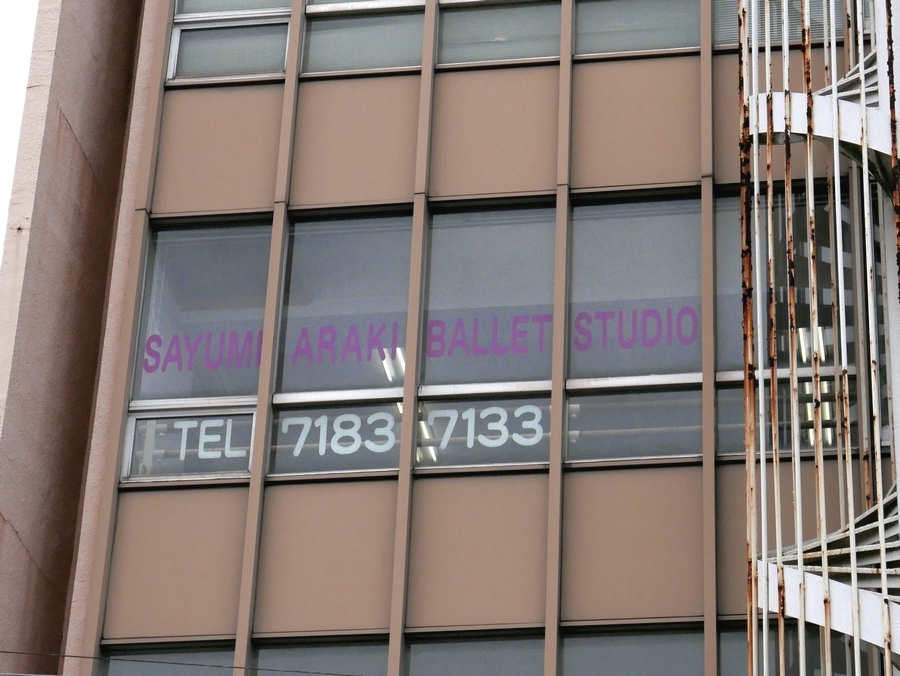 SAYUMI ARAKI BALLET STUDIO
TEL 7183 7133